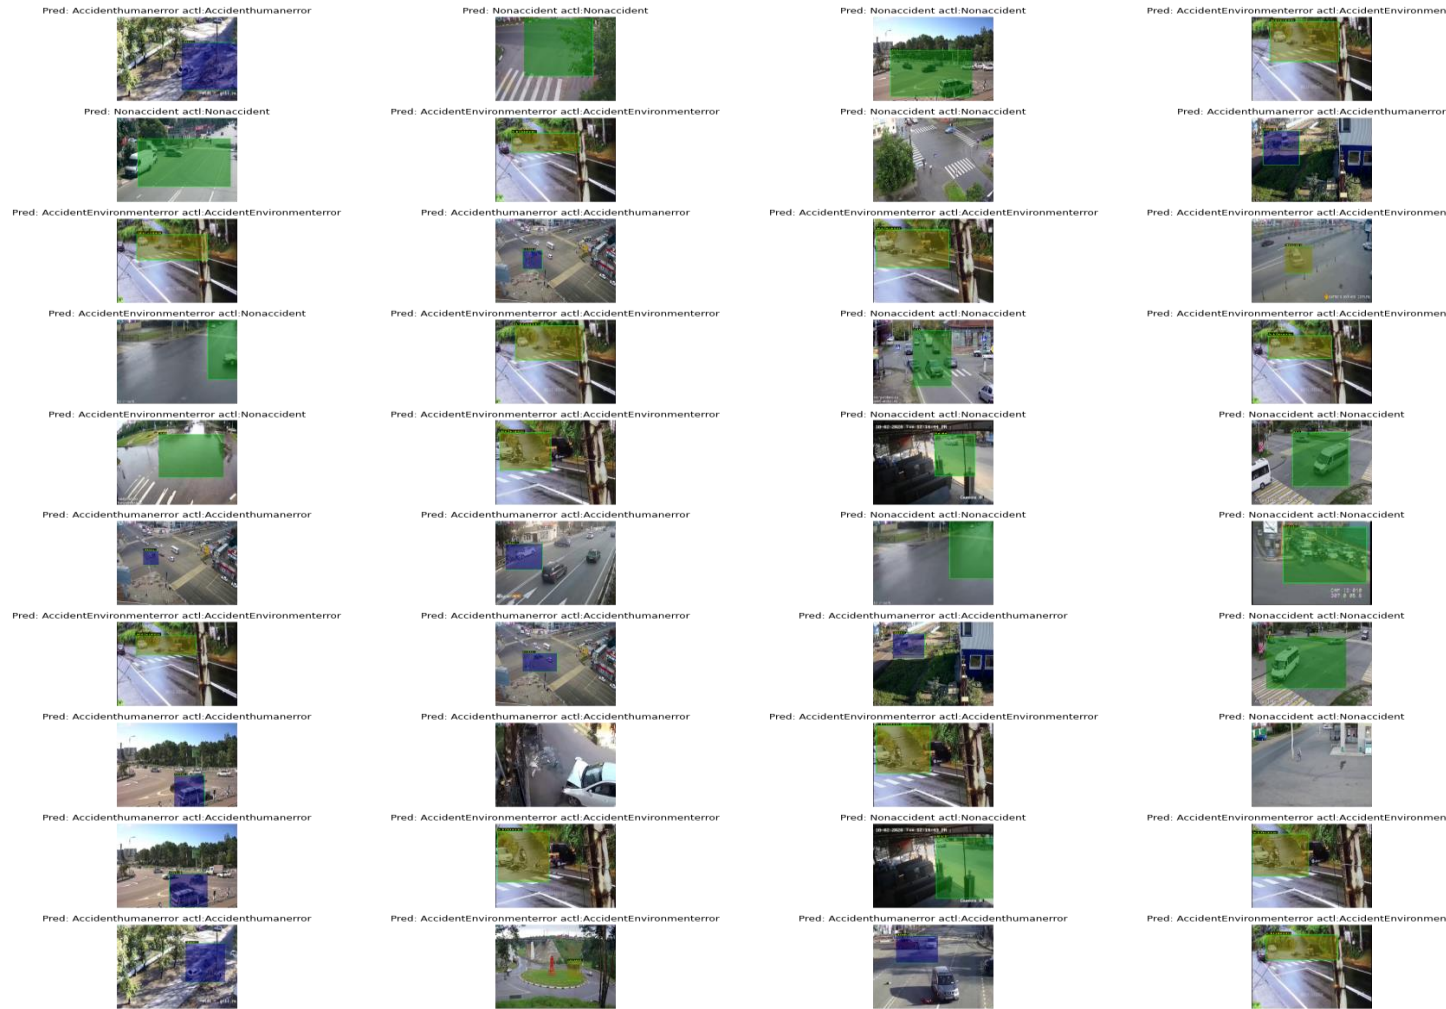 Pred: Accidenthumanerror actl:Accidenthumanerror
Pred: Nonaccident actl:Nonaccident
Pred: Nonaccident actl:Nonaccident
Pred: AccidentEnvironmenterror actl:AccidentEnvironmen
Pred: Nonaccident actl:Nonaccident
Pred: AccidentEnvironmenterror actl:AccidentEnvironmenterror
Pred: Nonaccident actl:Nonaccident
Pred: Accidenthumanerror actl:Accidenthumanerror
Pred: AccidentEnvironmenterror actl:AccidentEnvironmenterror
Pred: Accidenthumanerror actl:Accidenthumanerror
Pred: AccidentEnvironmenterror actl:AccidentEnvironmenterror
Pred: AccidentEnvironmenterror actl:AccidentEnvironmen
Pred: AccidentEnvironmenterror actl:Nonaccident
Pred: AccidentEnvironmenterror actl:AccidentEnvironmenterror
Pred: Nonaccident actl:Nonaccident
Pred: AccidentEnvironmenterror actl:AccidentEnvironmen
Pred: AccidentEnvironmenterror actl:Nonaccident
Pred: AccidentEnvironmenterror actl:AccidentEnvironmenterror
Pred: Nonaccident actl:Nonaccident
Pred: Nonaccident actl:Nonaccident
Pred: Accidenthumanerror actl:Accidenthumanerror
Pred: Accidenthumanerror actl:Accidenthumanerror
Pred: Nonaccident actl:Nonaccident
Pred: Nonaccident actl:Nonaccident
Pred: AccidentEnvironmenterror actl:AccidentEnvironmenterror
Pred: Accidenthumanerror actl:Accidenthumanerror
Pred: Accidenthumanerror actl:Accidenthumanerror
Pred: Nonaccident actl:Nonaccident
Pred: Accidenthumanerror actl:Accidenthumanerror
Pred: Accidenthumanerror actl:Accidenthumanerror
Pred: AccidentEnvironmenterror actl:AccidentEnvironmenterror
Pred: Nonaccident actl:Nonaccident
Pred: Accidenthumanerror actl:Accidenthumanerror
Pred: AccidentEnvironmenterror actl:AccidentEnvironmenterror
Pred: Nonaccident actl:Nonaccident
Pred: AccidentEnvironmenterror actl:AccidentEnvironmen
Pred: Accidenthumanerror actl:Accidenthumanerror
Pred: AccidentEnvironmenterror actl:AccidentEnvironmenterror
Pred: Accidenthumanerror actl:Accidenthumanerror
Pred: AccidentEnvironmenterror actl:AccidentEnvironmen